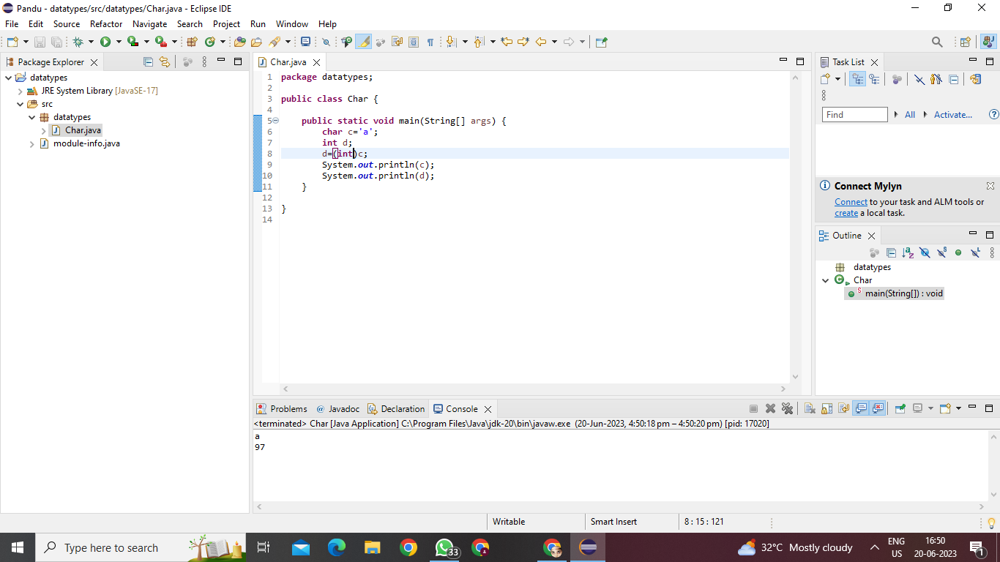 Pandu - datatypes/src/datatypes/Char.java - Eclipse IDE
File Edit Source Refactor Navigate Search Project Run Window Help
Package Explorer
datatypes
JRE System Library [JavaSE-17]
src
datatypes
Char.java
module-info.java
Char.java
1 package datatypes;
2
3 public class Char {
4
5 public static void main(String[] args) {
6 char c='a';
7 int d;
8 d=(int)c;
9 System.out.println(c);
10 System.out.println(d);
11 }
12
13 }
14
Task List
Find All Activate...
Connect Mylyn
Connect to your task and ALM tools or
create a local task.
Outline
datatypes
Char
main(String[]) : void
Problems @ Javadoc Declaration Console
<terminated> Char [Java Application] C:\Program Files\Java\jdk-20\bin\javaw.exe (20-Jun-2023, 4:50:18 pm – 4:50:20 pm) [pid: 17020]
a
97
Writable Smart Insert 8 : 15 : 121
Type here to search
33
32°C Mostly cloudy
ENG
US
16:50
20-06-2023
1